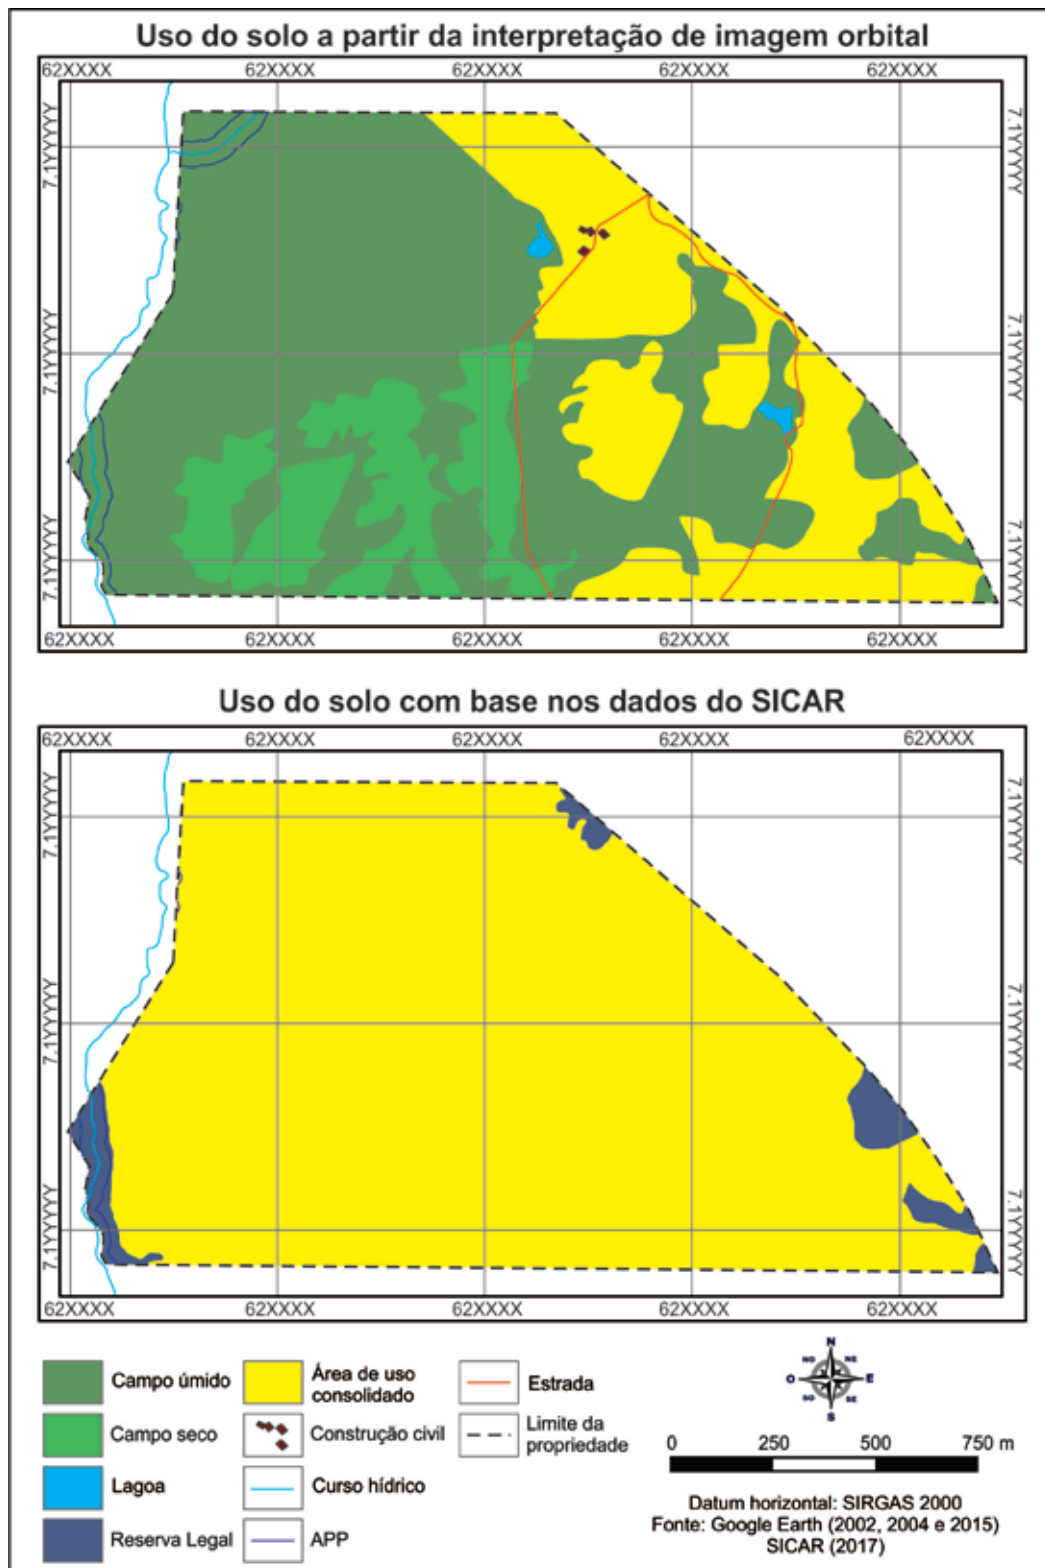 Uso do solo a partir da interpretação de imagem orbital
62XXXX 62XXXX 62XXXX 62XXXX 62XXXX
7.1YYYYY 7.1YYYYY
7.1YYYYY 7.1YYYYY
7.1YYYYY 7.1YYYYY
62XXXX 62XXXX 62XXXX 62XXXX 62XXXX
Uso do solo com base nos dados do SICAR
62XXXX 62XXXX 62XXXX 62XXXX 62XXXX
7.1YYYYY 7.1YYYYY
7.1YYYYY 7.1YYYYY
7.1YYYYY 7.1YYYYY
62XXXX 62XXXX 62XXXX 62XXXX 62XXXX
Campo úmido
Campo seco
Lagoa
Reserva Legal
Área de uso
consolidado
Construção civil
Curso hídrico
APP
Estrada
Limite da
propriedade
N
NO NE
O E
SO SE
S
0 250 500 750 m
Datum horizontal: SIRGAS 2000
Fonte: Google Earth (2002, 2004 e 2015)
SICAR (2017)